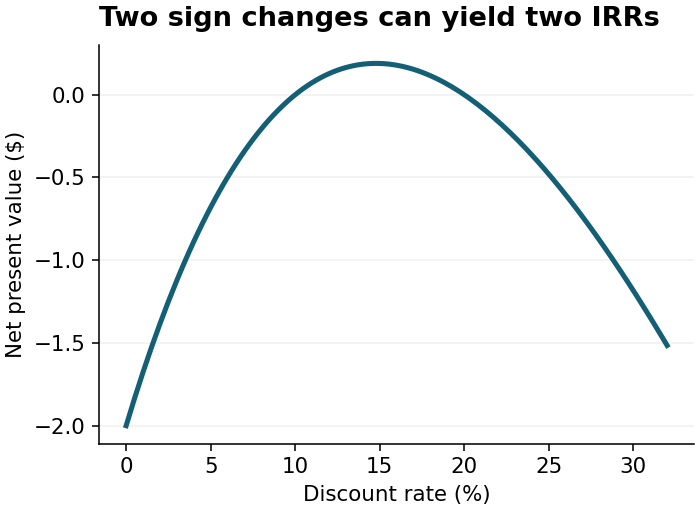 Two sign changes can yield two IRRs
Net present value ($)
0.0
−0.5
−1.0
−1.5
−2.0
0 5 10 15 20 25 30
Discount rate (%)